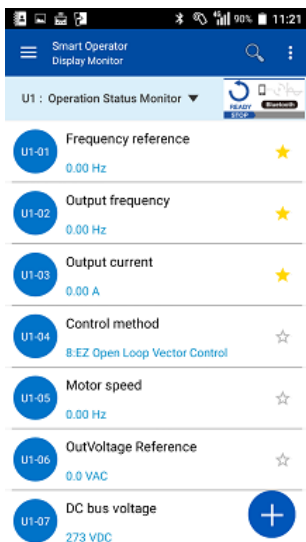 90% 11:21
Smart Operator
Display Monitor
U1 : Operation Status Monitor
READY
Bluetooth
STOP
U1-01
Frequency reference
0.00 Hz
U1-02
Output frequency
0.00 Hz
U1-03
Output current
0.00 A
U1-04
Control method
8:EZ Open Loop Vector Control
U1-05
Motor speed
0.00 Hz
U1-06
OutVoltage Reference
0.0 VAC
U1-07
DC bus voltage
273 VDC